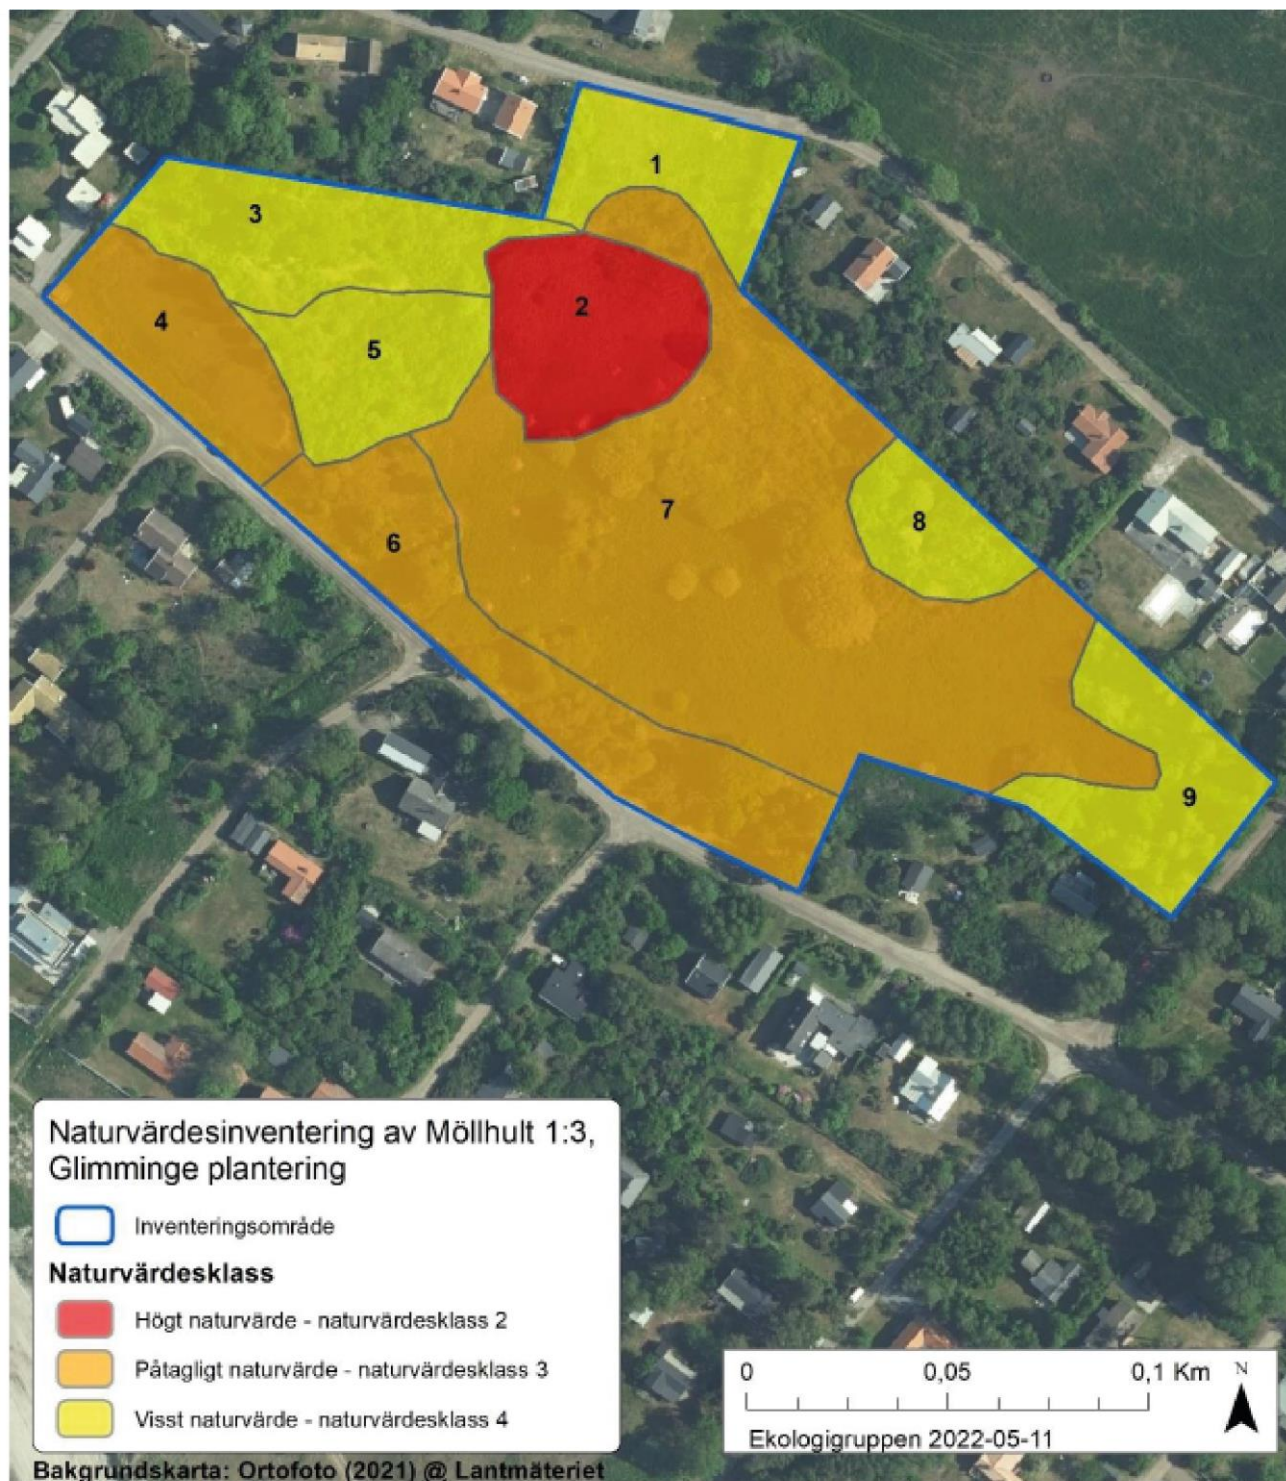 1
3
2
4
5
7
8
6
9
Naturvärdesinventering av Möllhult 1:3,
Glimminge plantering
Inventeringsområde
Naturvärdesklass
Högt naturvärde - naturvärdesklass 2
Påtagligt naturvärde - naturvärdesklass 3
Visst naturvärde - naturvärdesklass 4
0 0,05 0,1 Km N
Ekologigruppen 2022-05-11
Bakgrundskarta: Ortofoto (2021) @ Lantmäteriet